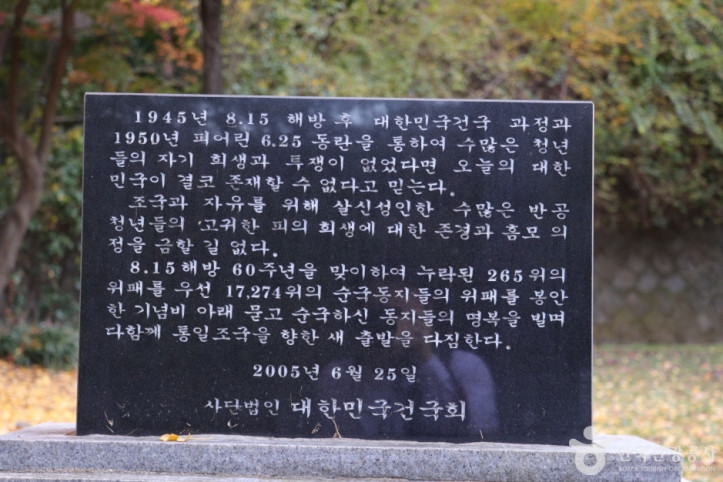 1945년 8.15 해방 후 대한민국건국 과정과
1950년 피어린 6.25 동란을 통하여 수많은 청년
들의 자기 희생과 투쟁이 없었다면 오늘의 대한
민국이 결코 존재할 수 없다고 믿는다.
조국과 자유를 위해 살신성인한 수많은 반공
청년들의 고귀한 피의 희생에 대한 존경과 흠모의
정을 금할 길 없다.
8.15해방 60주년을 맞이하여 누락된 265위의
위패를 우선 17,274위의 순국동지들의 위패를 봉안
한 기념비 아래 묻고 순국하신 동지들의 명복을 빌며
다함께 통일조국을 향한 새 출발을 다짐한다.
2005년 6월 25일
사단법인 대한민국건국회
한국관광공사